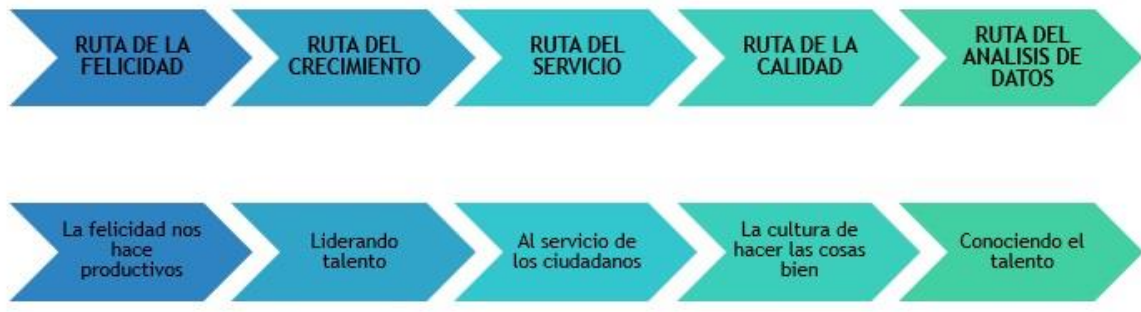 RUTA DE LA
FELICIDAD
RUTA DEL
CRECIMIENTO
RUTA DEL
SERVICIO
RUTA DE LA
CALIDAD
RUTA DEL
ANALISIS DE
DATOS
La felicidad nos
hace
productivos
Liderando
talento
Al servicio de
los ciudadanos
La cultura de
hacer las cosas
bien
Conociendo el
talento